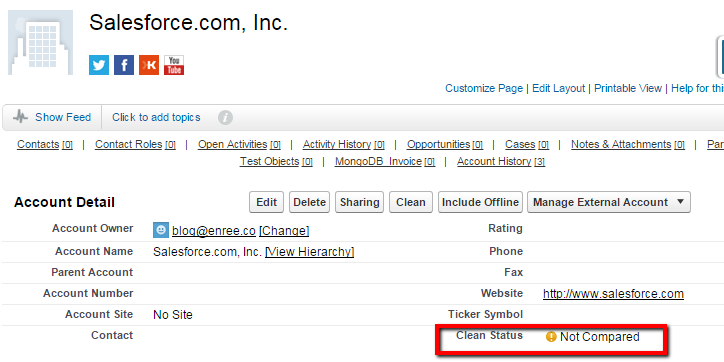 Salesforce.com, Inc.
You Tube
Customize Page | Edit Layout | Printable View | Help for
Show Feed Click to add topics i
Contacts [0] | Contact Roles [0] | Open Activities [0] | Activity History [0] | Opportunities [0] | Cases [0] | Notes & Attachments [0] |
Test Objects [0] | MongoDB_Invoice [0] | Account History [3]
Account Detail Edit Delete Sharing Clean Include Offline Manage External Account
Account Owner blog@enree.co [Change] Rating
Account Name Salesforce.com, Inc. [View Hierarchy] Phone
Parent Account Fax
Account Number Website http://www.salesforce.com
Account Site No Site Ticker Symbol
Contact Clean Status Not Compared